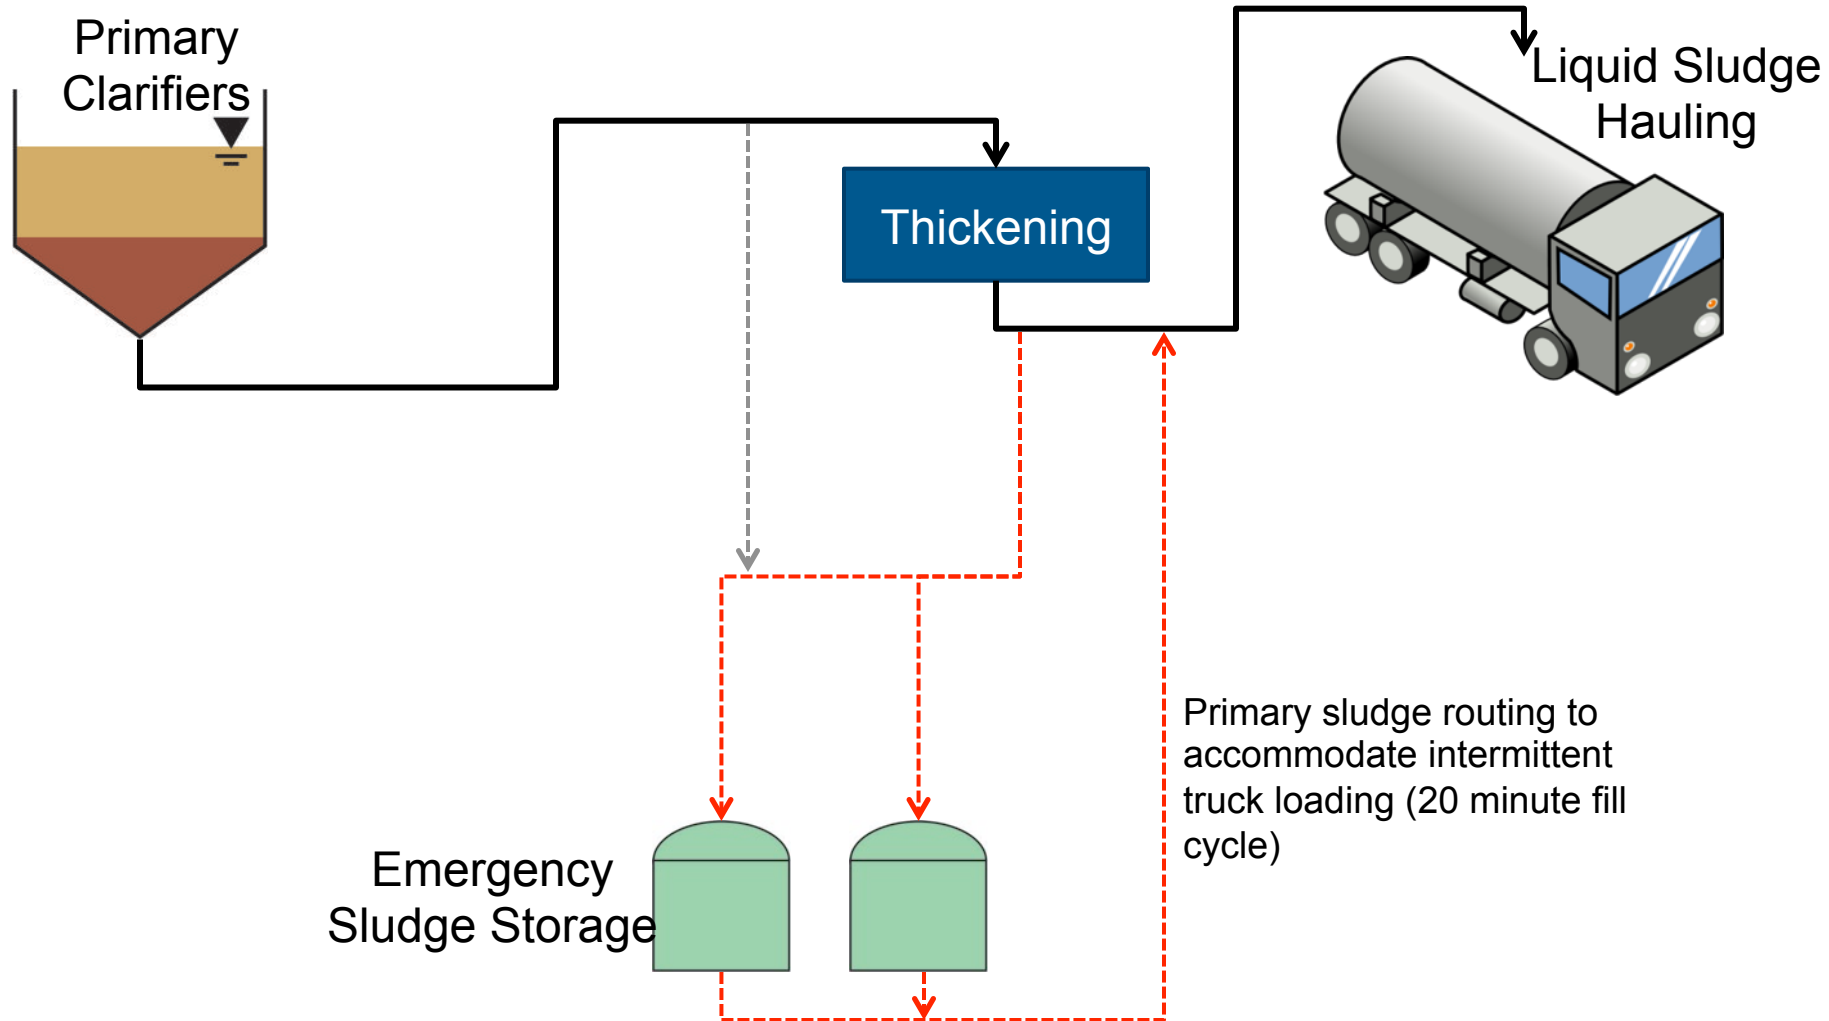 Primary
Clarifiers
Liquid Sludge
Hauling
Thickening
Primary sludge routing to
accommodate intermittent
truck loading (20 minute fill
cycle)
Emergency
Sludge Storage